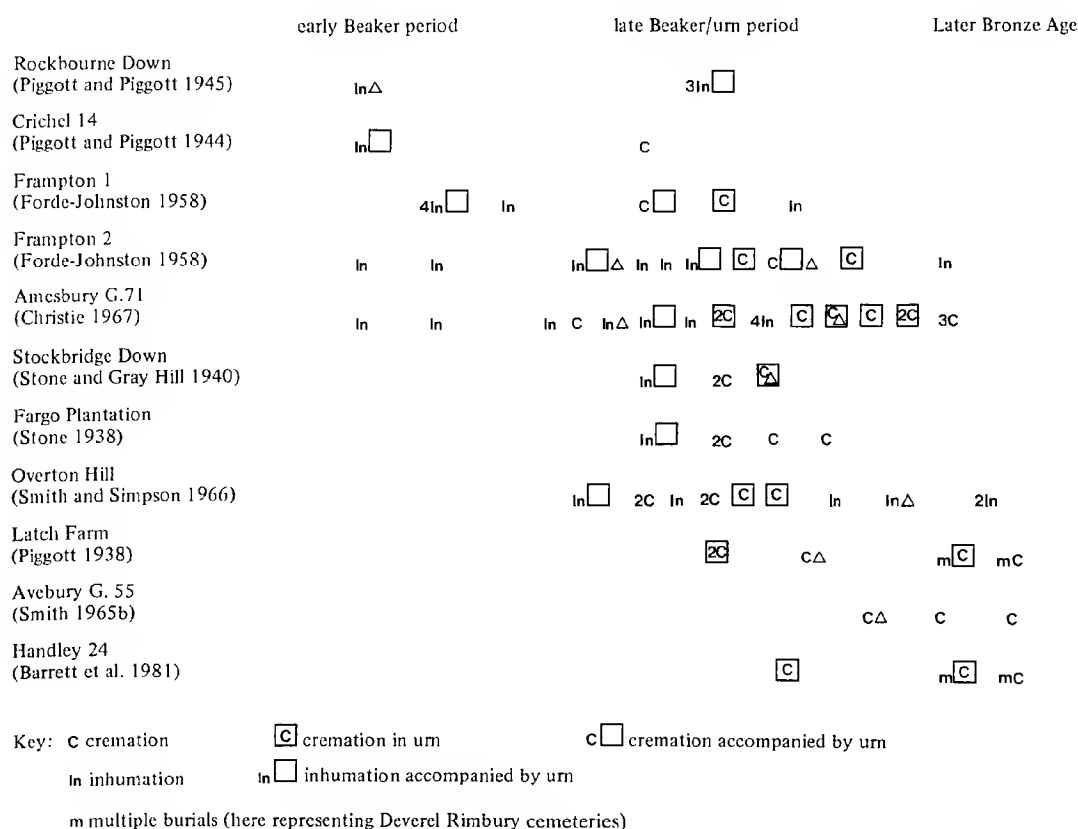 early Beaker period late Beaker/urn period Later Bronze Age
Rockbourne Down
(Piggott and Piggott 1945) In△ 3In□
Crichel 14
(Piggott and Piggott 1944) In□ C
Frampton 1
(Forde-Johnston 1958) 4In□ In C□ C In
Frampton 2
(Forde-Johnston 1958) In In In□△ In In In□ C C□△ C In
Amesbury G.71
(Christie 1967) In In In C In△ In□ In 2C 4In C C△ C 2C 3C
Stockbridge Down
(Stone and Gray Hill 1940) In□ 2C C△
Fargo Plantation
(Stone 1938) In□ 2C C C
Overton Hill
(Smith and Simpson 1966) In□ 2C In 2C C C In In△ 2In
Latch Farm
(Piggott 1938) 2C C△ m C mC
Avebury G. 55
(Smith 1965b) C△ C C
Handley 24
(Barrett et al. 1981) C m C mC
Key: C cremation C cremation in urn C□ cremation accompanied by urn
In inhumation In□ inhumation accompanied by urn
m multiple burials (here representing Deverel Rimbury cemeteries)